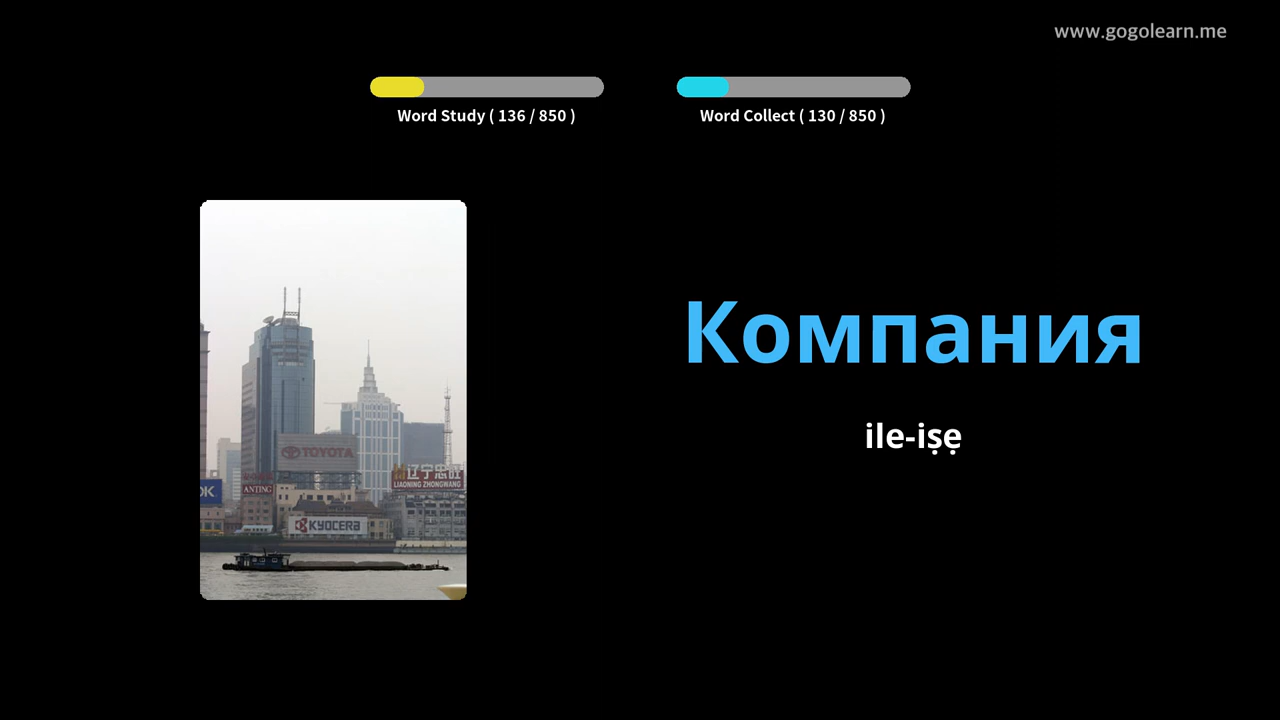 www.gogolearn.me
Word Study ( 136 / 850 )
Word Collect ( 130 / 850 )
Компания
ile-iṣẹ
TOYOTA
辽宁忠旺
LIAONING ZHONGWANG
OK
ANTING
KYOCERA